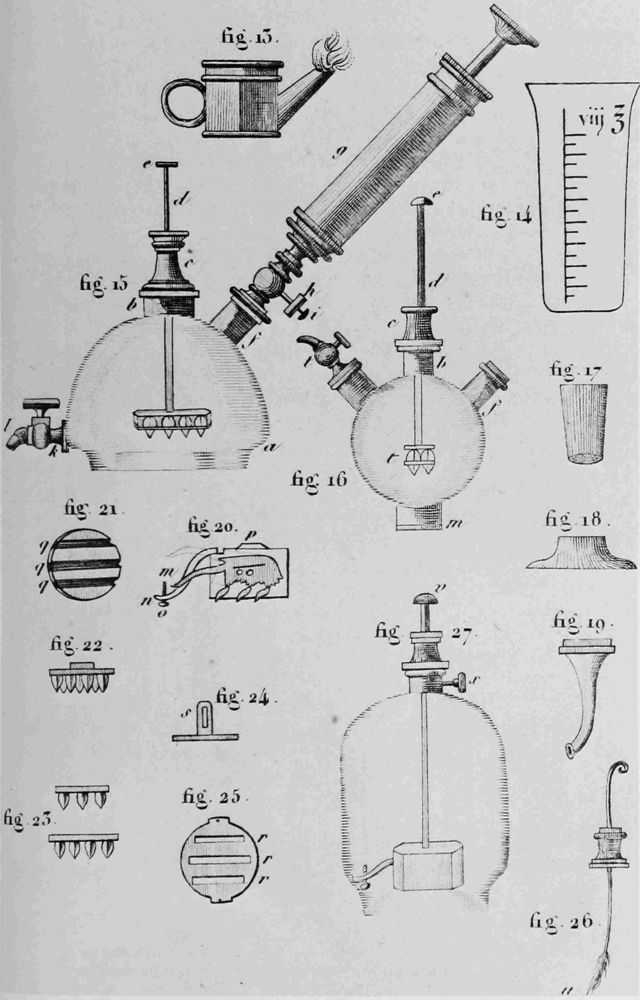 fig. 13.
viij ℥
g
e
d
e
fig. 14
fig. 15
c
d
b
h
i
c
f
b
fig. 17
l
f
l
k
a
t
fig 16
m
fig. 21.
fig. 20.
p
fig. 18.
q
q
q
m
n
o
v
fig. 27.
fig. 19.
fig. 22.
s
fig. 24.
fig. 23.
fig. 25.
r
r
r
fig. 26
u